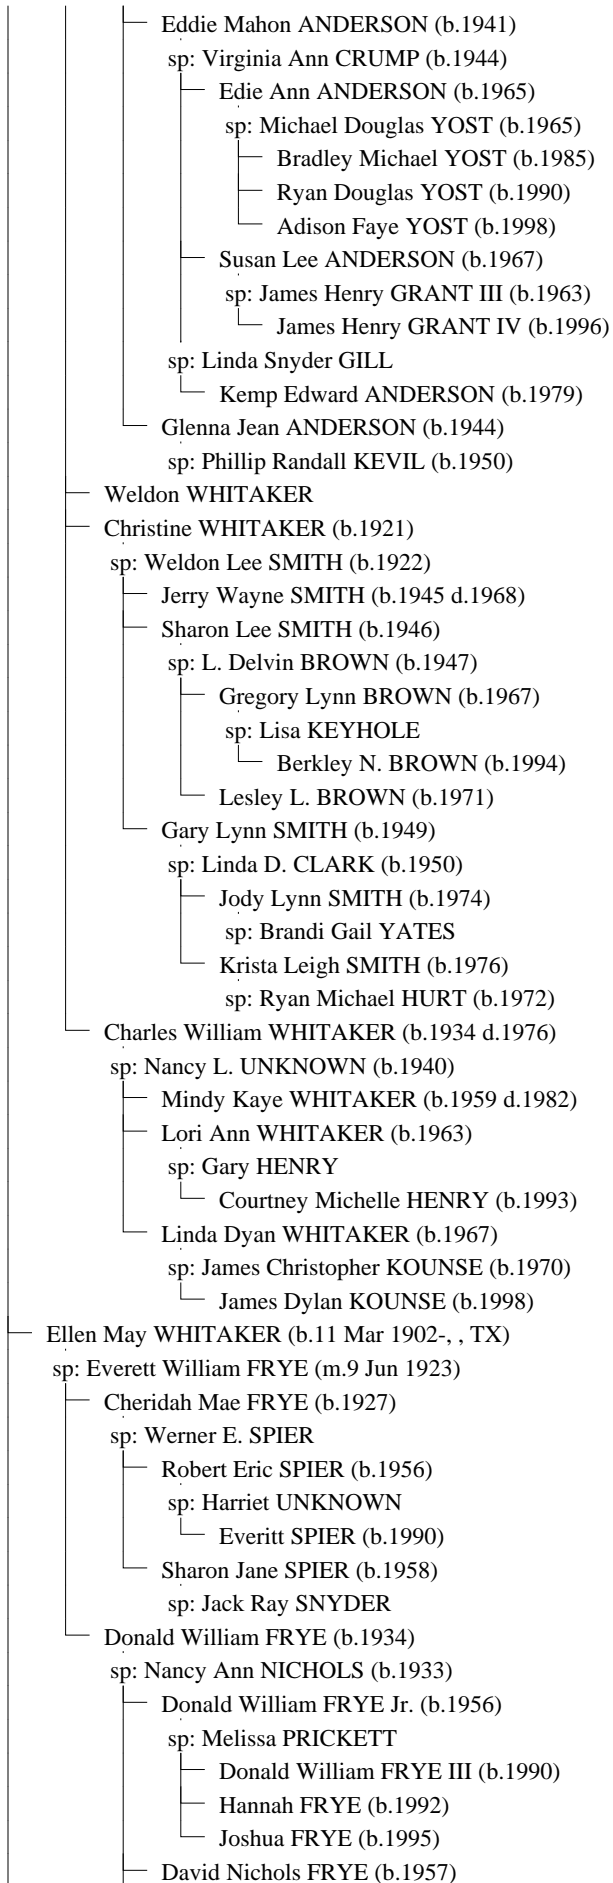 Eddie Mahon ANDERSON (b.1941)
sp: Virginia Ann CRUMP (b.1944)
Edie Ann ANDERSON (b.1965)
sp: Michael Douglas YOST (b.1965)
Bradley Michael YOST (b.1985)
Ryan Douglas YOST (b.1990)
Adison Faye YOST (b.1998)
Susan Lee ANDERSON (b.1967)
sp: James Henry GRANT III (b.1963)
James Henry GRANT IV (b.1996)
sp: Linda Snyder GILL
Kemp Edward ANDERSON (b.1979)
Glenna Jean ANDERSON (b.1944)
sp: Phillip Randall KEVIL (b.1950)
Weldon WHITAKER
Christine WHITAKER (b.1921)
sp: Weldon Lee SMITH (b.1922)
Jerry Wayne SMITH (b.1945 d.1968)
Sharon Lee SMITH (b.1946)
sp: L. Delvin BROWN (b.1947)
Gregory Lynn BROWN (b.1967)
sp: Lisa KEYHOLE
Berkley N. BROWN (b.1994)
Lesley L. BROWN (b.1971)
Gary Lynn SMITH (b.1949)
sp: Linda D. CLARK (b.1950)
Jody Lynn SMITH (b.1974)
sp: Brandi Gail YATES
Krista Leigh SMITH (b.1976)
sp: Ryan Michael HURT (b.1972)
Charles William WHITAKER (b.1934 d.1976)
sp: Nancy L. UNKNOWN (b.1940)
Mindy Kaye WHITAKER (b.1959 d.1982)
Lori Ann WHITAKER (b.1963)
sp: Gary HENRY
Courtney Michelle HENRY (b.1993)
Linda Dyan WHITAKER (b.1967)
sp: James Christopher KOUNSE (b.1970)
James Dylan KOUNSE (b.1998)
Ellen May WHITAKER (b.11 Mar 1902-, , TX)
sp: Everett William FRYE (m.9 Jun 1923)
Cheridah Mae FRYE (b.1927)
sp: Werner E. SPIER
Robert Eric SPIER (b.1956)
sp: Harriet UNKNOWN
Everitt SPIER (b.1990)
Sharon Jane SPIER (b.1958)
sp: Jack Ray SNYDER
Donald William FRYE (b.1934)
sp: Nancy Ann NICHOLS (b.1933)
Donald William FRYE Jr. (b.1956)
sp: Melissa PRICKETT
Donald William FRYE III (b.1990)
Hannah FRYE (b.1992)
Joshua FRYE (b.1995)
David Nichols FRYE (b.1957)